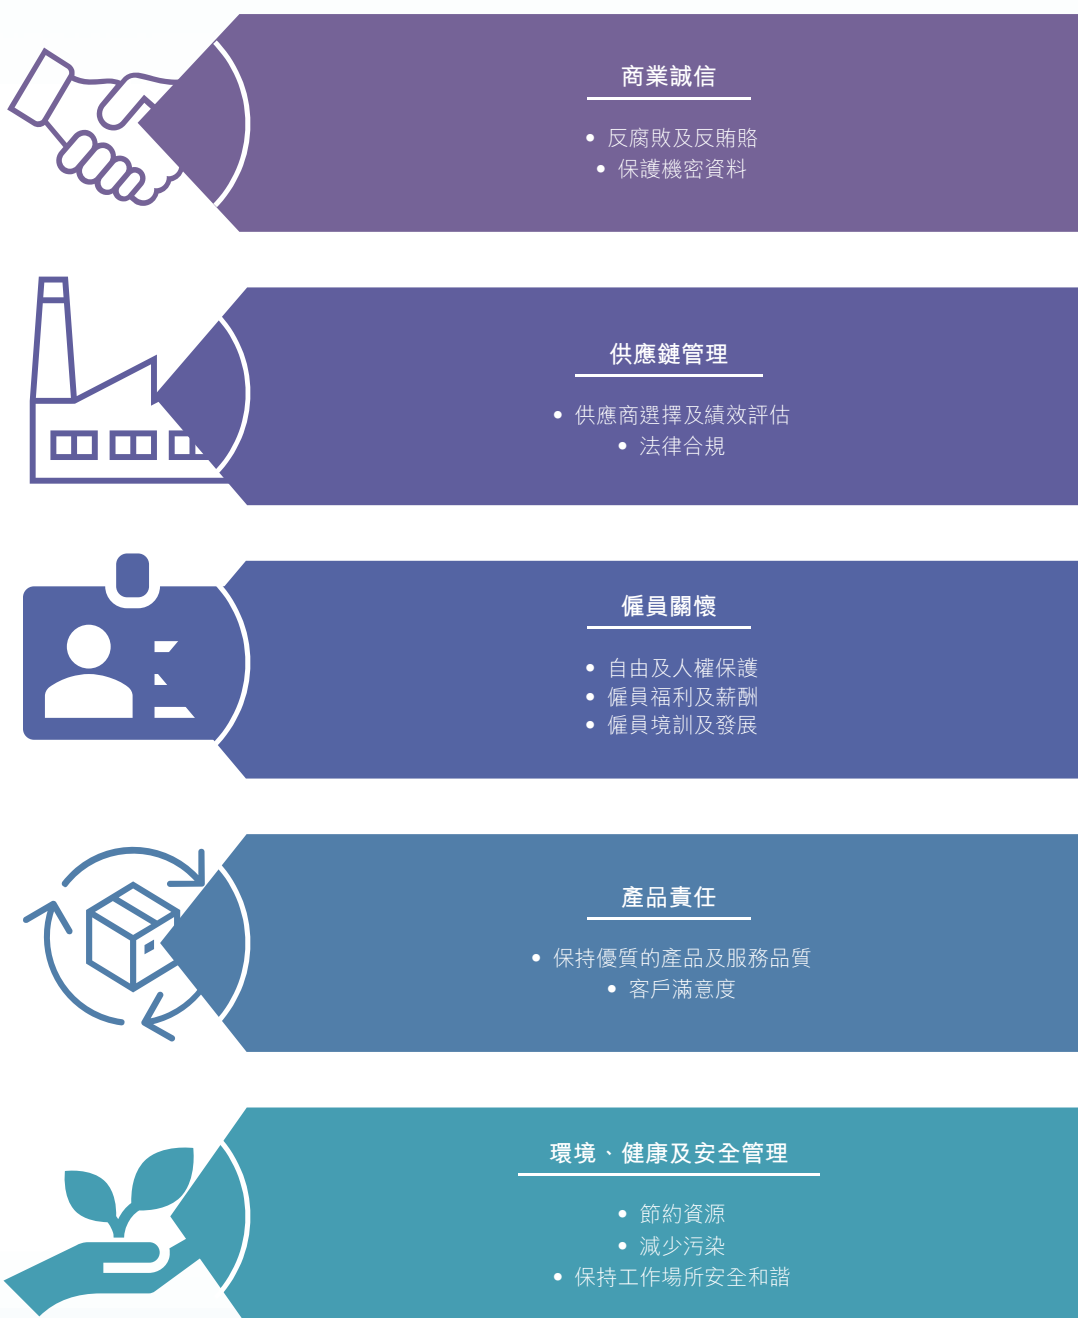 商業誠信
• 反腐敗及反賄賂
• 保護機密資料
供應鏈管理
• 供應商選擇及績效評估
• 法律合規
僱員關懷
• 自由及人權保護
• 僱員福利及薪酬
• 僱員境訓及發展
產品責任
• 保持優質的產品及服務品質
• 客戶滿意度
環境、健康及安全管理
• 節約資源
• 減少污染
• 保持工作場所安全和諧